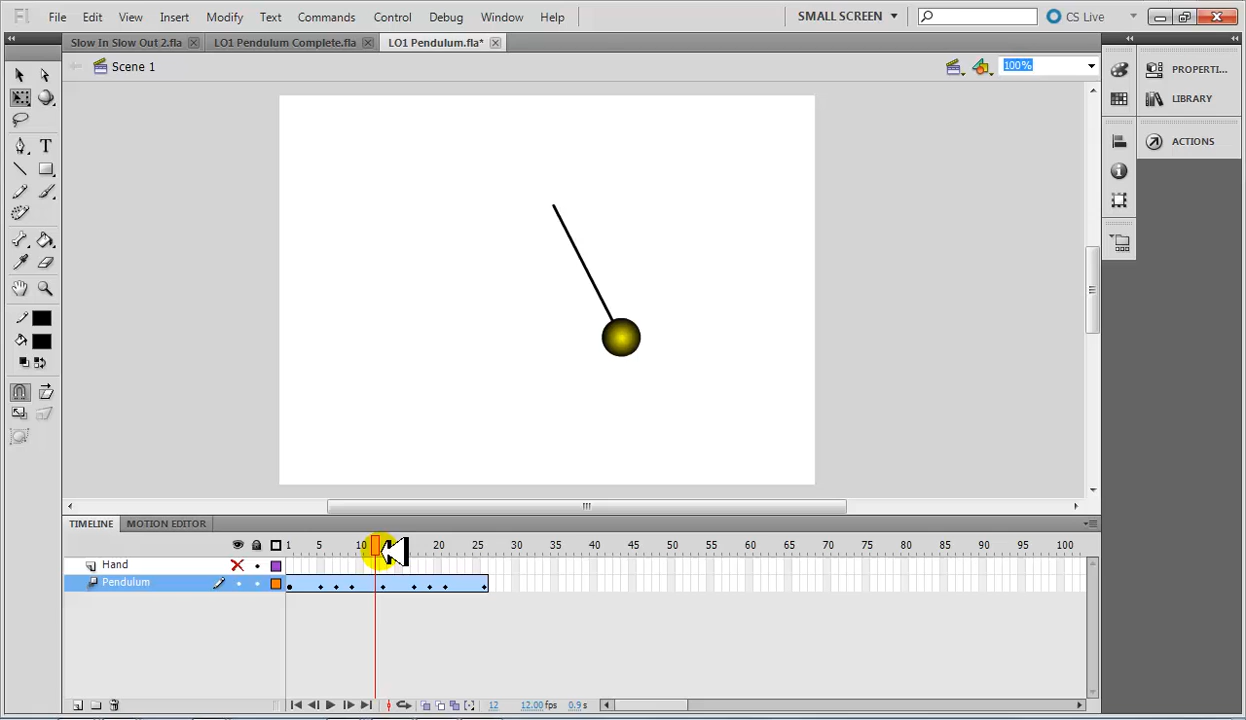 Fl File Edit View Insert Modify Text Commands Control Debug Window Help SMALL SCREEN CS Live
Slow In Slow Out 2.fla LO1 Pendulum Complete.fla LO1 Pendulum.fla*
Scene 1 100%
PROPERTI...
LIBRARY
ACTIONS
TIMELINE MOTION EDITOR
1 5 10 20 25 30 35 40 45 50 55 60 65 70 75 80 85 90 95 100
Hand
Pendulum
12 12.00fps 0.9 s